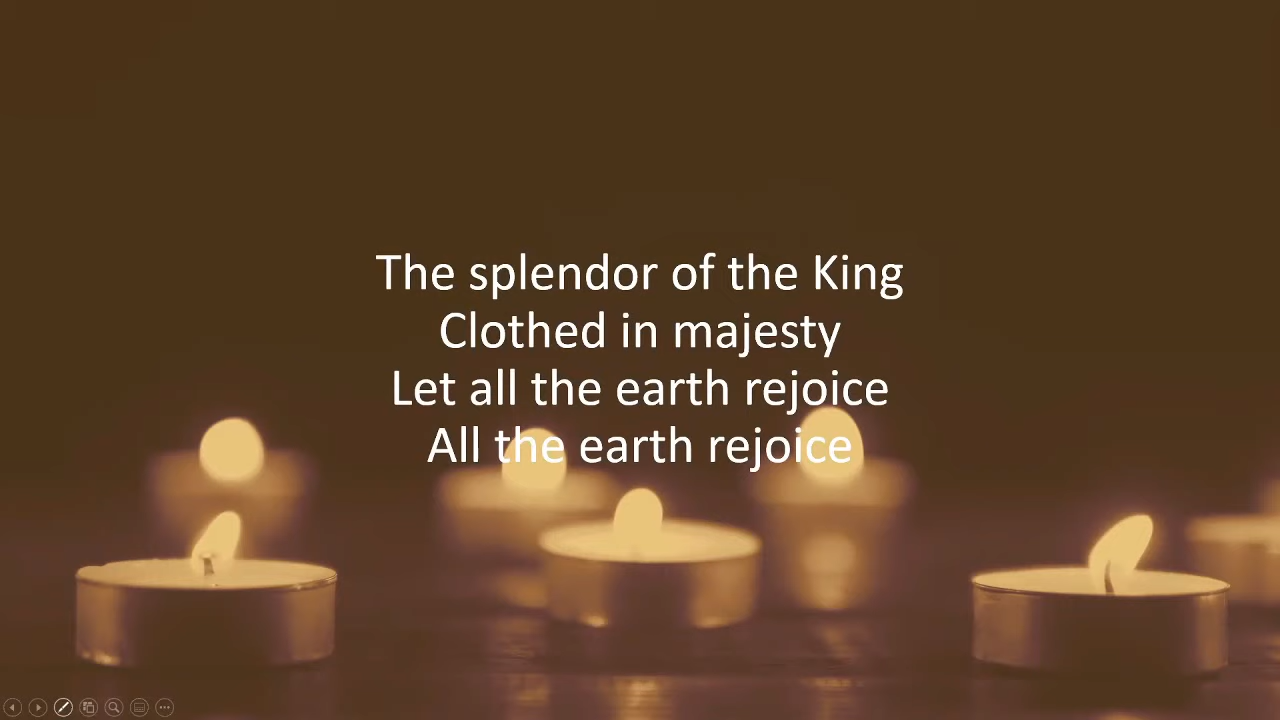 The splendor of the King
Clothed in majesty
Let all the earth rejoice
All the earth rejoice